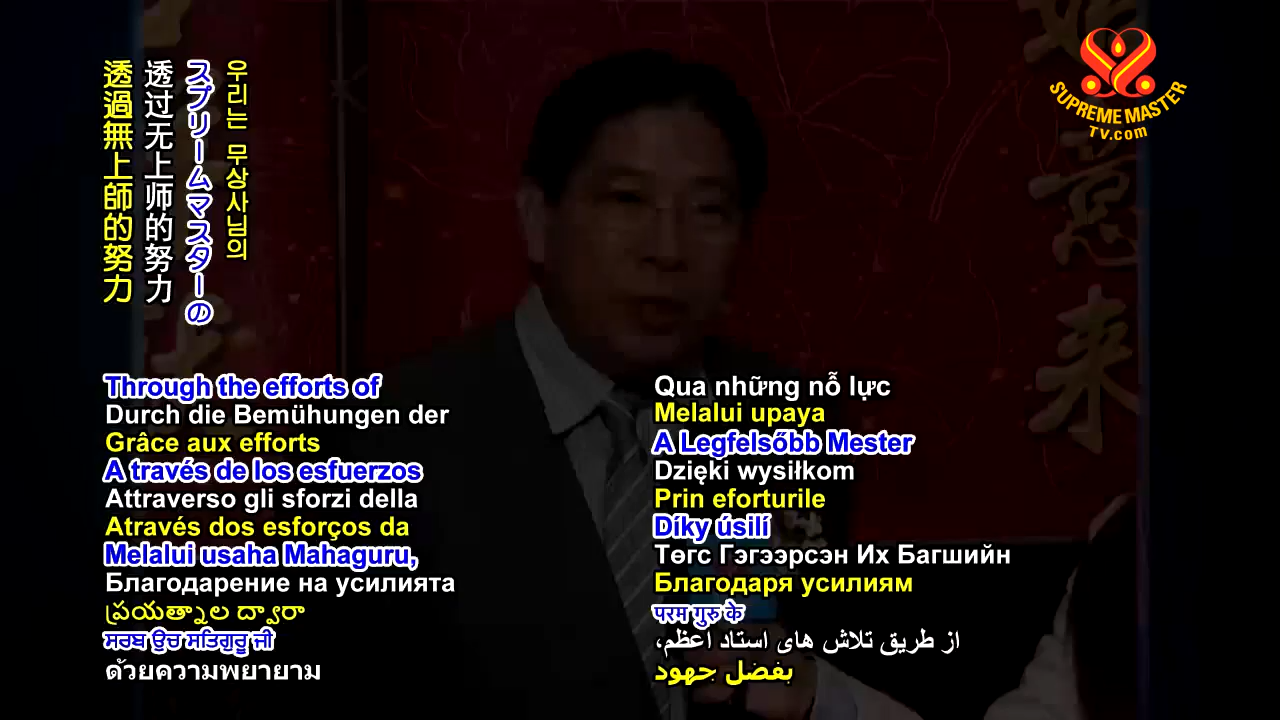 透過無上師的努力
透过无上师的努力
スプリームマスターの
우리는 무상사님의
SUPREME MASTER
TV.com
意
来
Through the efforts of
Durch die Bemühungen der
Grâce aux efforts
A través de los esfuerzos
Attraverso gli sforzi della
Através dos esforços da
Melalui usaha Mahaguru,
Благодарение на усилията
ప్రయత్నాల ద్వారా
ਸਰਬ ਉਚ ਸਤਿਗੁਰੂ ਜੀ
ด้วยความพยายาม
Qua những nỗ lực
Melalui upaya
A Legfelsőbb Mester
Dzięki wysiłkom
Prin eforturile
Díky úsilí
Төгс Гэгээрсэн Их Багшийн
Благодаря усилиям
परम गुरु के
از طریق تلاش های استاد اعظم،
بفضل جهود